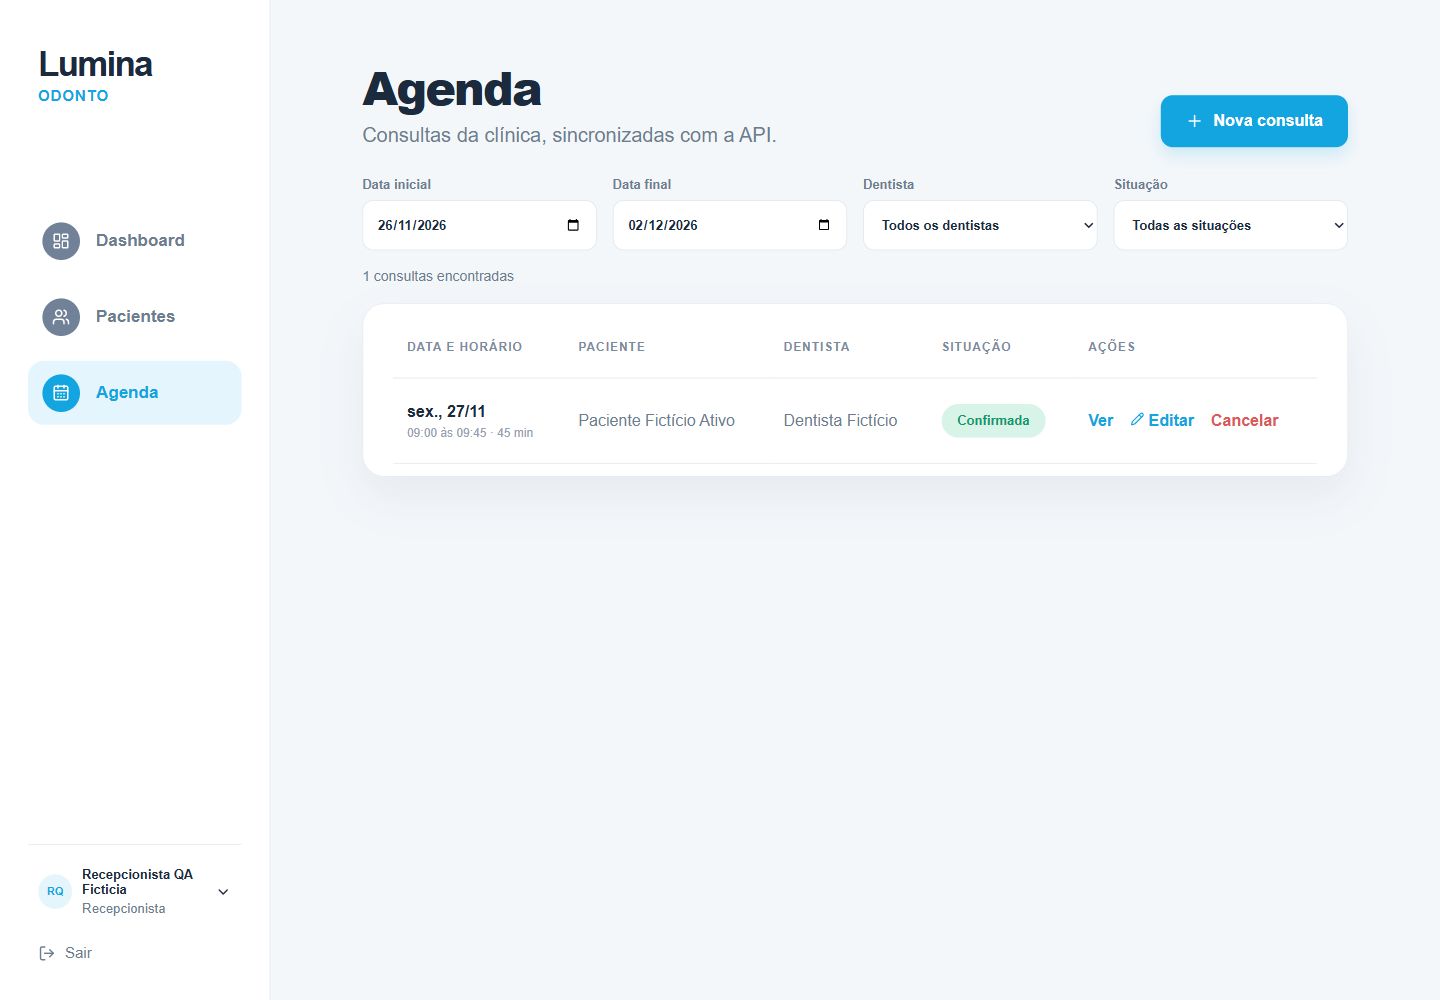 Lumina
ODONTO
Dashboard
Pacientes
Agenda
Recepcionista QA
Ficticia
Recepcionista
RQ
Sair
Agenda
Consultas da clínica, sincronizadas com a API.
Nova consulta
Data inicial
Data final
Dentista
Situação
26/11/2026
02/12/2026
Todos os dentistas
Todas as situações
1 consultas encontradas
DATA E HORÁRIO
PACIENTE
DENTISTA
SITUAÇÃO
AÇÕES
sex., 27/11
09:00 às 09:45 · 45 min
Paciente Fictício Ativo
Dentista Fictício
Confirmada
Ver
Editar
Cancelar